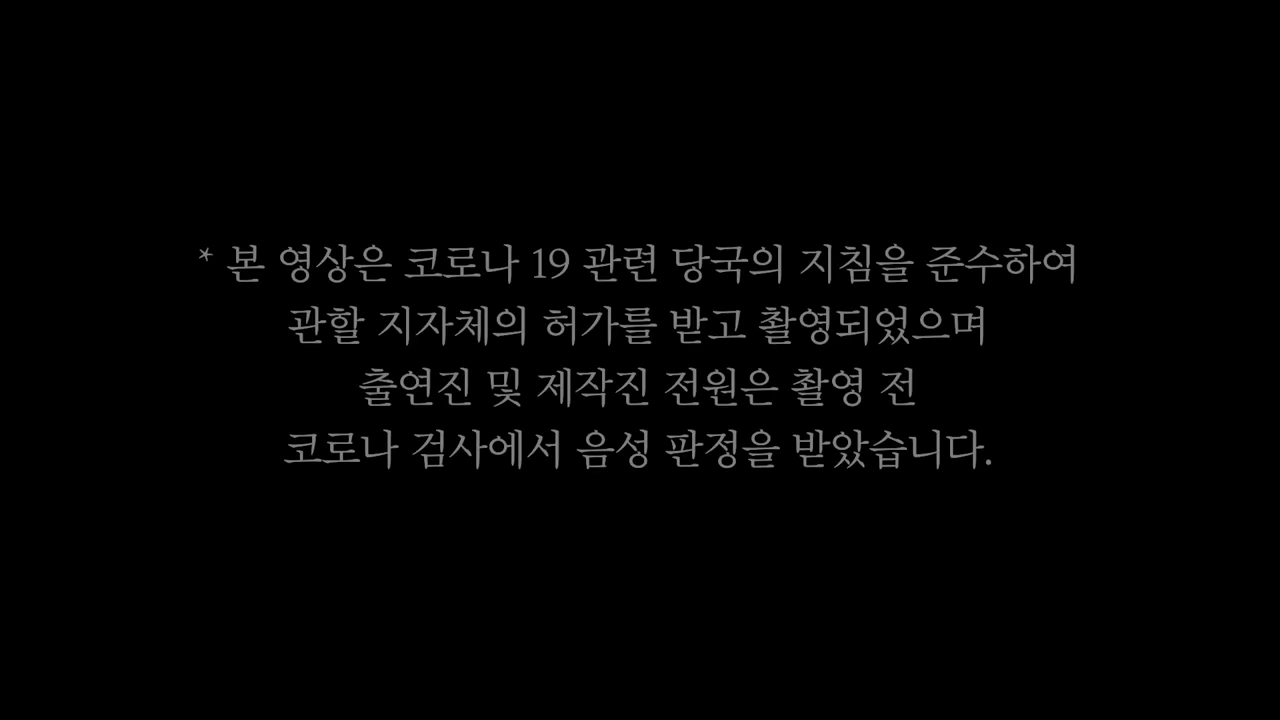 * 본 영상은 코로나 19 관련 당국의 지침을 준수하여
관할 지자체의 허가를 받고 촬영되었으며
출연진 및 제작진 전원은 촬영 전
코로나 검사에서 음성 판정을 받았습니다.